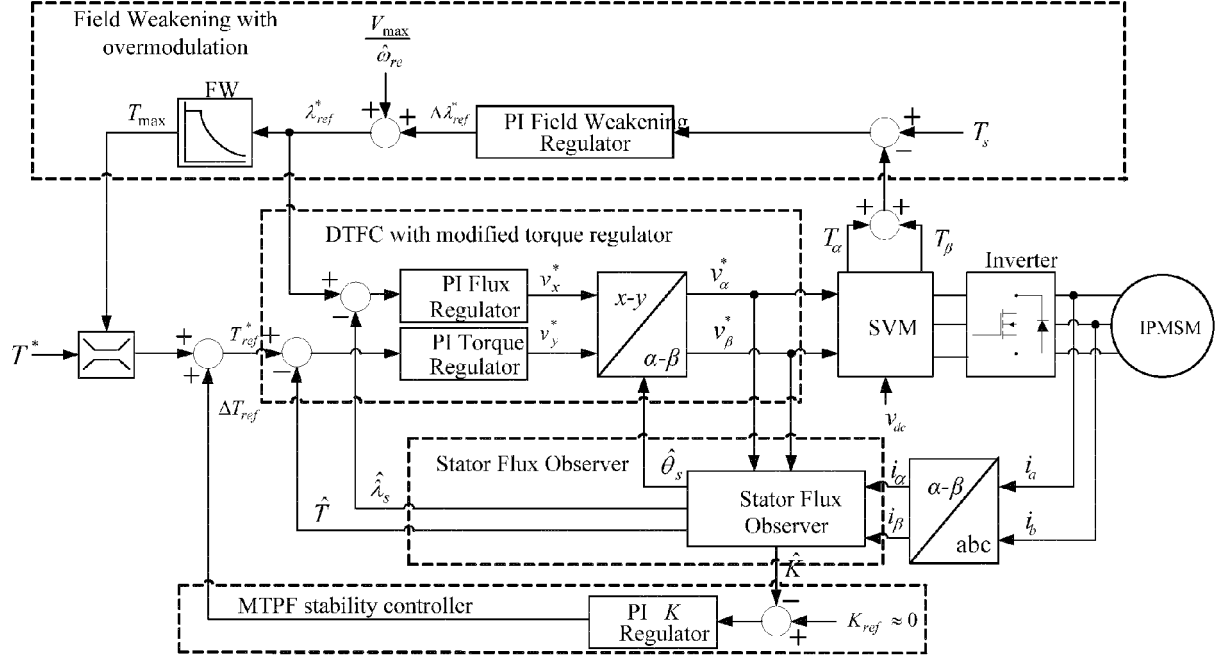 Field Weakening with
overmodulation
V_max
ω̂_re
FW
T_max
λ*_ref
+
+
Δλ*_ref
PI Field Weakening
Regulator
+
−
T_s
+
+
T_α
T_β
DTFC with modified torque regulator
+
−
PI Flux
Regulator
v*_x
x-y
α-β
v*_α
v*_β
SVM
Inverter
IPMSM
T*
+
+
T*_ref
+
−
PI Torque
Regulator
v*_y
ΔT_ref
v_dc
Stator Flux Observer
θ̂_s
λ̂_s
T̂
Stator Flux
Observer
i_α
i_β
α-β
abc
i_a
i_b
K̂
MTPF stability controller
PI K
Regulator
−
+
K_ref ≈ 0